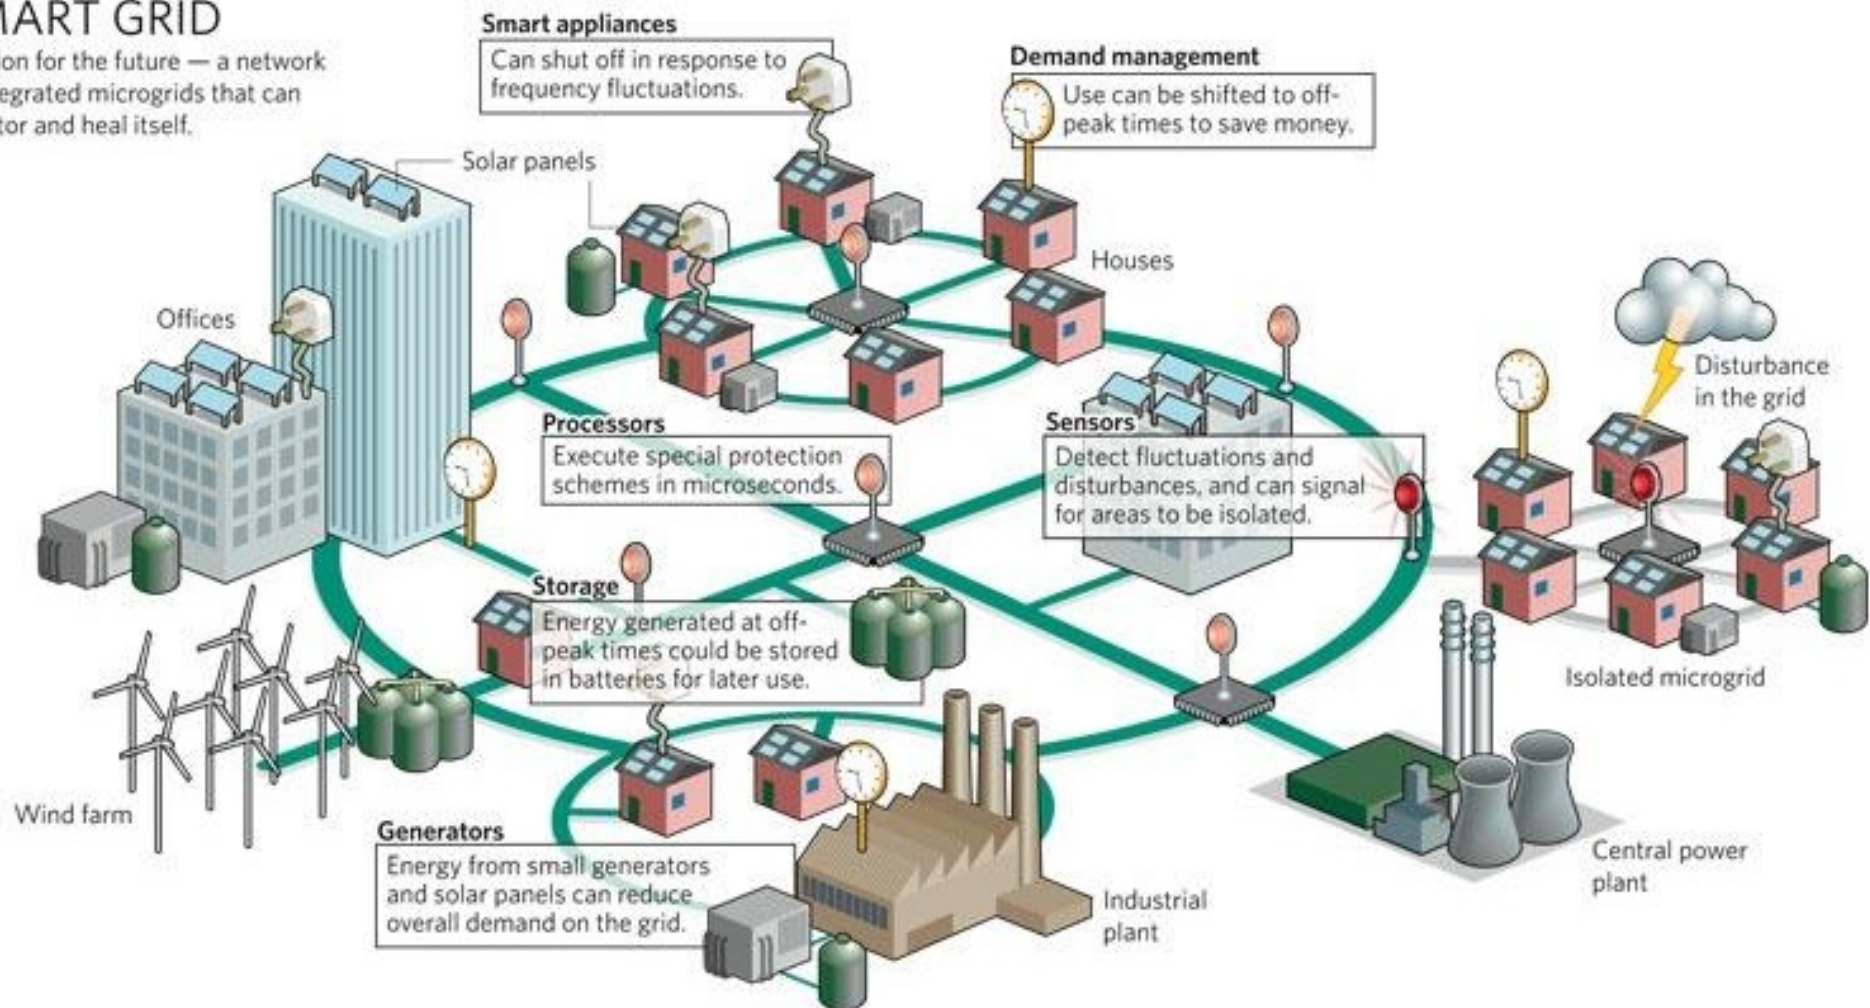 MART GRID
ion for the future — a network
egrated microgrids that can
tor and heal itself.
Smart appliances
Can shut off in response to
frequency fluctuations.
Demand management
Use can be shifted to off-
peak times to save money.
Solar panels
Houses
Offices
Disturbance
in the grid
Processors
Execute special protection
schemes in microseconds.
Sensors
Detect fluctuations and
disturbances, and can signal
for areas to be isolated.
Storage
Energy generated at off-
peak times could be stored
in batteries for later use.
Isolated microgrid
Wind farm
Generators
Energy from small generators
and solar panels can reduce
overall demand on the grid.
Industrial
plant
Central power
plant